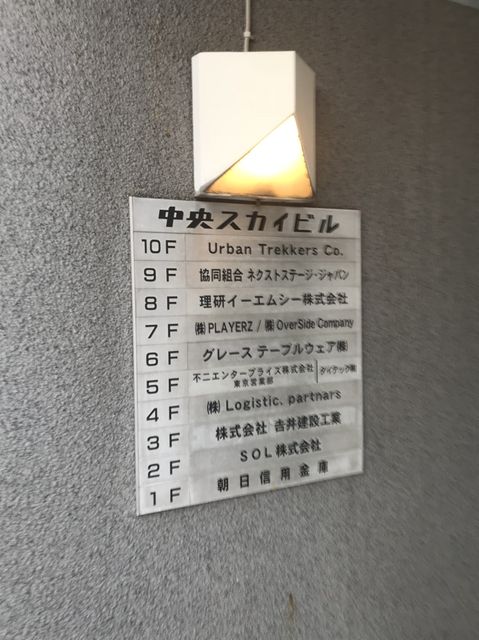 中央スカイビル
10F Urban Trekkers Co.
9F 協同組合 ネクストステージ・ジャパン
8F 理研イーエムシー株式会社
7F ㈱PLAYERZ / ㈱OverSide Company
6F グレース テーブルウェア㈱
5F 不二エンタープライズ株式会社 東京営業部 ダイテック㈱
4F ㈱ Logistic. partnars
3F 株式会社 吉井建設工業
2F SOL株式会社
1F 朝日信用金庫